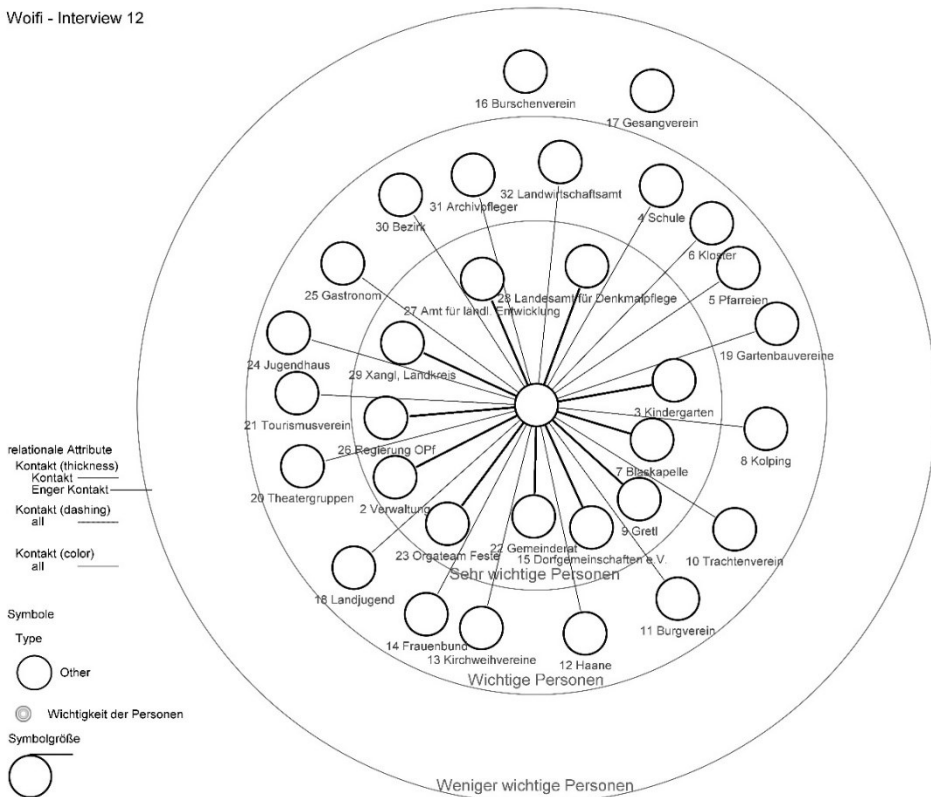 Woifi - Interview 12
16 Burschenverein
17 Gesangverein
32 Landwirtschaftsamt
31 Archivpfleger
4 Schule
30 Bezirk
6 Kloster
25 Gastronom
28 Landesamt für Denkmalpflege
5 Pfarreien
27 Amt für ländl. Entwicklung
19 Gartenbauvereine
24 Jugendhaus
29 Xangl, Landkreis
3 Kindergarten
21 Tourismusverein
26 Regierung OPf
7 Blaskapelle
8 Kolping
20 Theatergruppen
2 Verwaltung
9 Gretl
22 Gemeinderat
23 Orgateam Feste
15 Dorfgemeinschaften e.V.
10 Trachtenverein
Sehr wichtige Personen
18 Landjugend
11 Burgverein
14 Frauenbund
13 Kirchweihvereine
12 Haane
Wichtige Personen
Weniger wichtige Personen
relationale Attribute
Kontakt (thickness)
Kontakt
Enger Kontakt
Kontakt (dashing)
all
Kontakt (color)
all
Symbole
Type
Other
Wichtigkeit der Personen
Symbolgröße